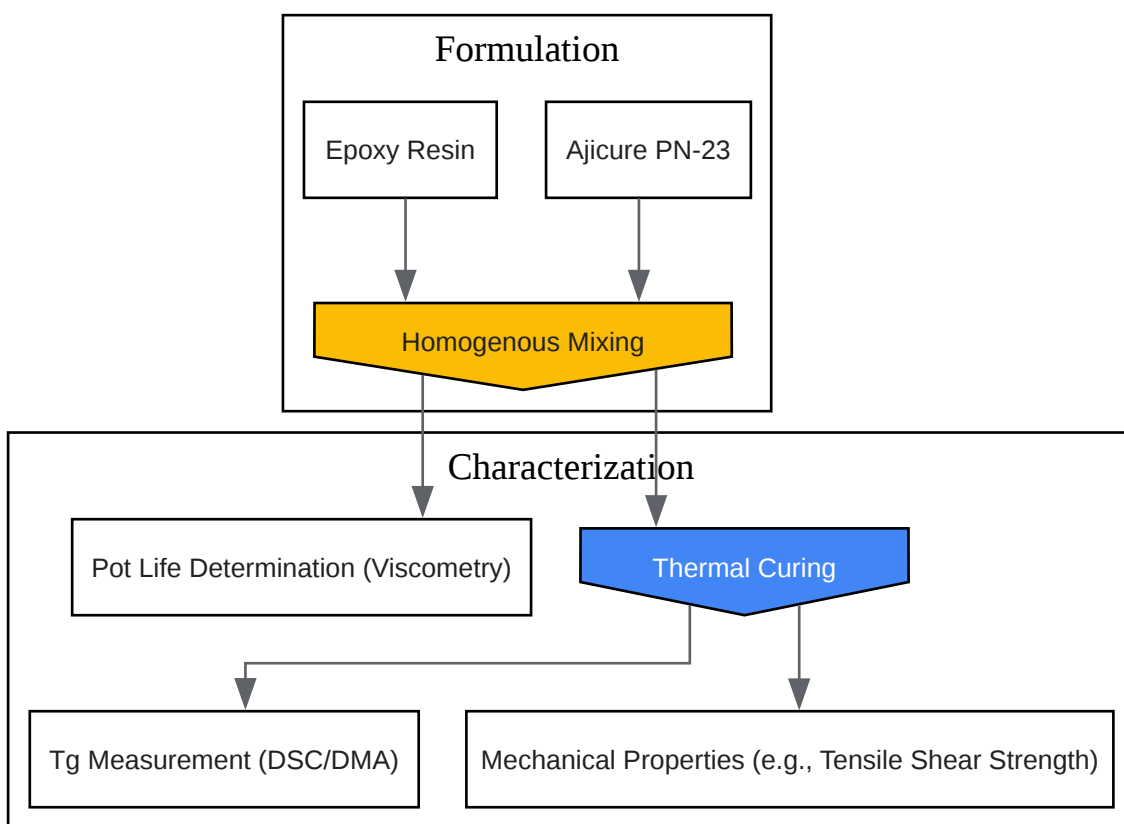 Formulation
Epoxy Resin
Ajicure PN-23
Homogenous Mixing
Characterization
Pot Life Determination (Viscometry)
Thermal Curing
Tg Measurement (DSC/DMA)
Mechanical Properties (e.g., Tensile Shear Strength)